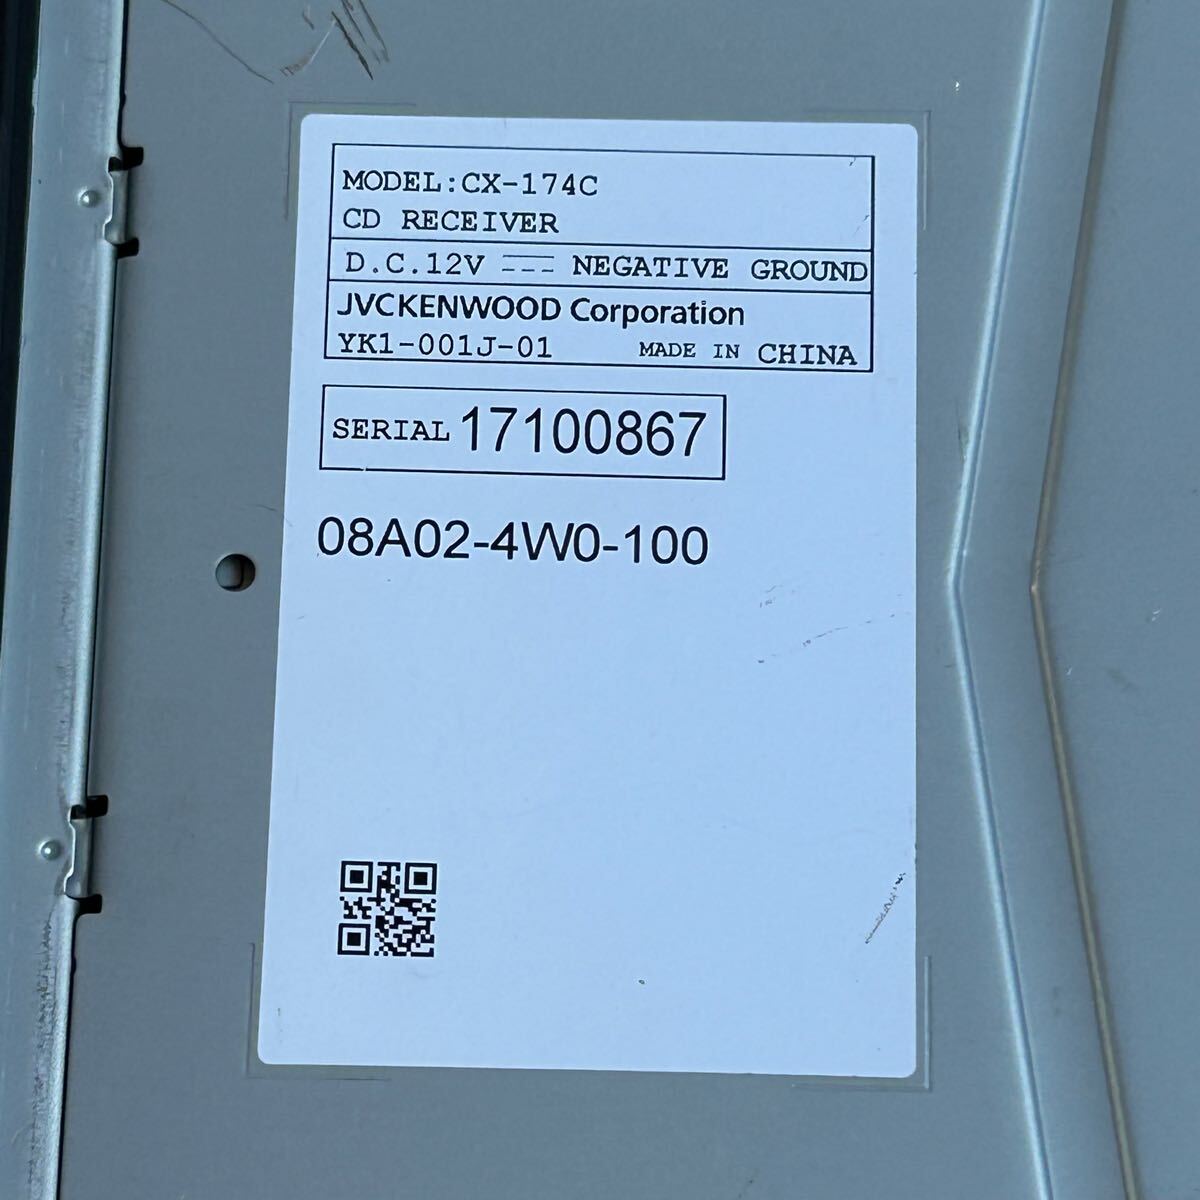 MODEL:CX-174C
CD RECEIVER
D.C.12V NEGATIVE GROUND
JVCKENWOOD Corporation
YK1-001J-01 MADE IN CHINA
SERIAL 17100867
08A02-4W0-100